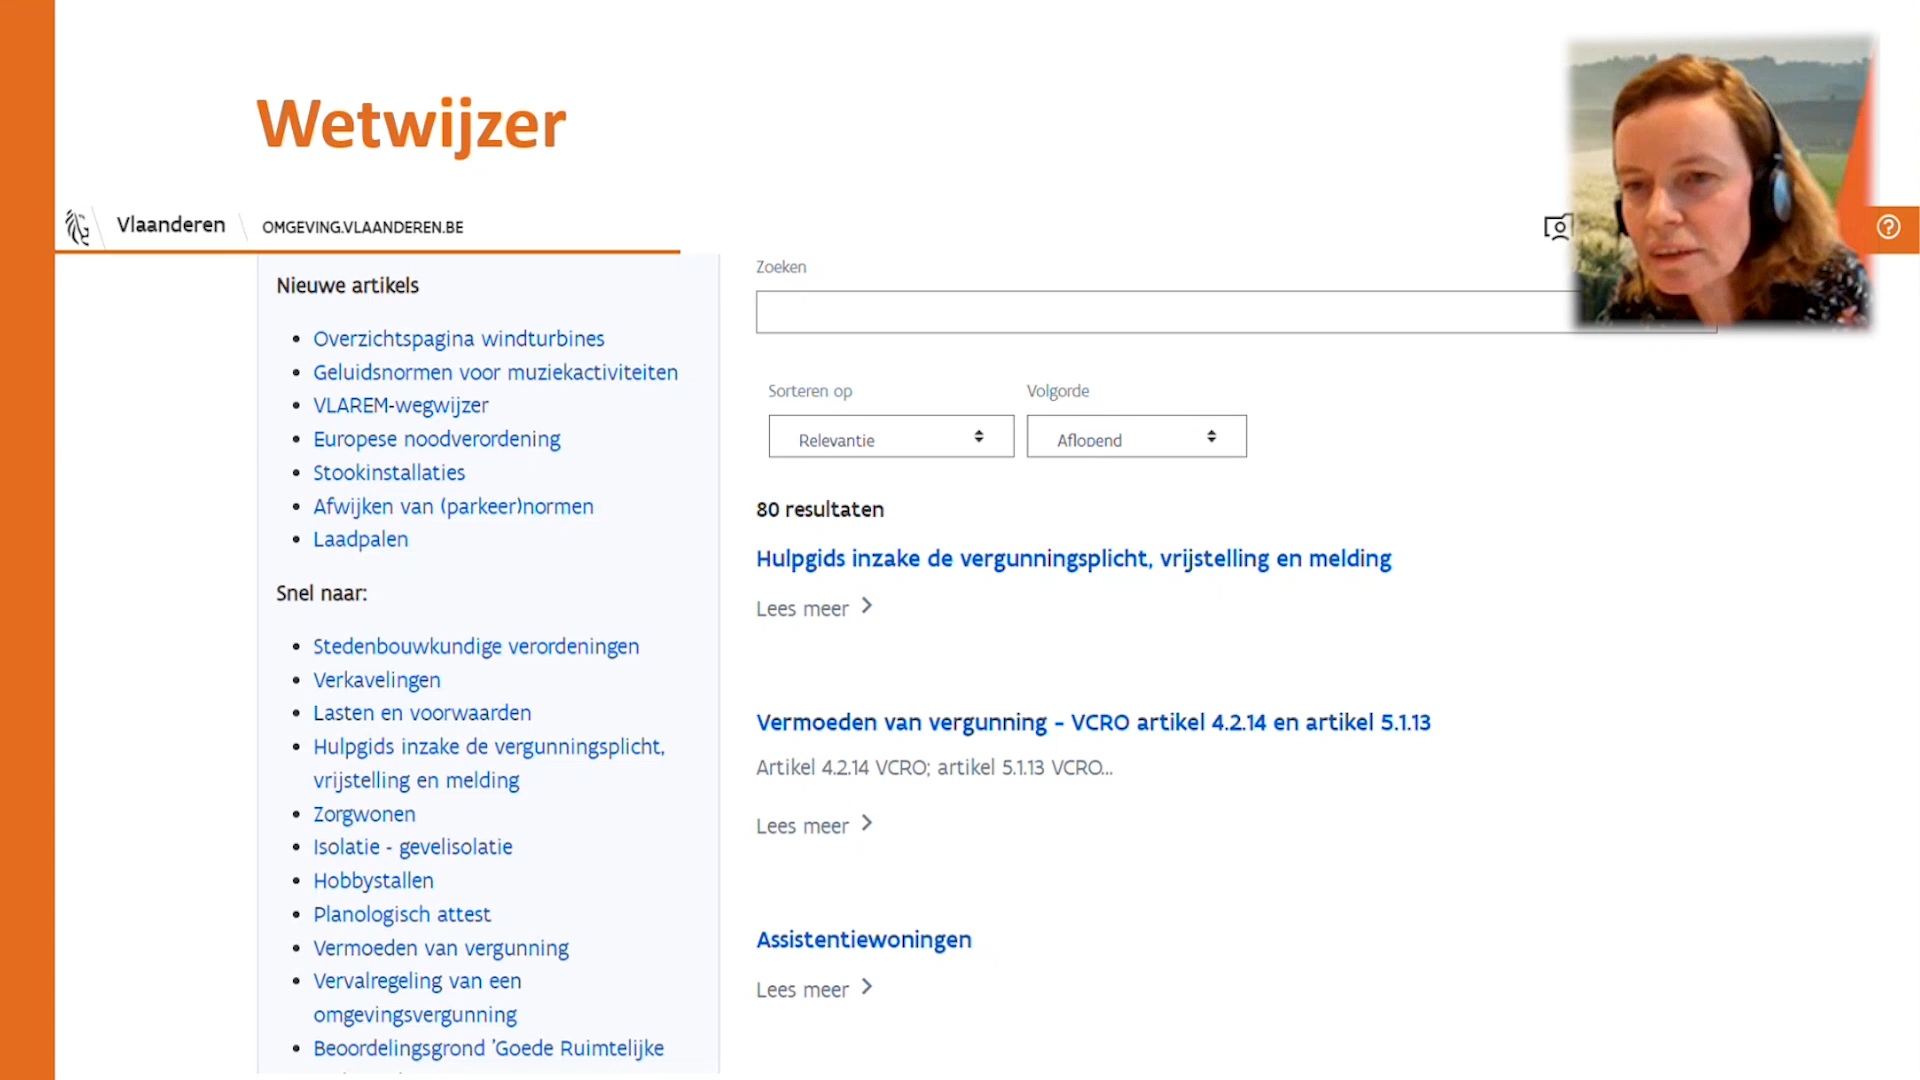 Wetwijzer
Vlaanderen
OMGEVING.VLAANDEREN.BE
Nieuwe artikels
Overzichtspagina windturbines
Geluidsnormen voor muziekactiviteiten
VLAREM-wegwijzer
Europese noodverordening
Stookinstallaties
Afwijken van (parkeer)normen
Laadpalen
Snel naar:
Stedenbouwkundige verordeningen
Verkavelingen
Lasten en voorwaarden
Hulpgids inzake de vergunningsplicht,
vrijstelling en melding
Zorgwonen
Isolatie - gevelisolatie
Hobbystallen
Planologisch attest
Vermoeden van vergunning
Vervalregeling van een
omgevingsvergunning
Beoordelingsgrond 'Goede Ruimtelijke
Zoeken
Sorteren op
Volgorde
Relevantie
Aflopend
80 resultaten
Hulpgids inzake de vergunningsplicht, vrijstelling en melding
Lees meer
Vermoeden van vergunning - VCRO artikel 4.2.14 en artikel 5.1.13
Artikel 4.2.14 VCRO; artikel 5.1.13 VCRO...
Lees meer
Assistentiewoningen
Lees meer